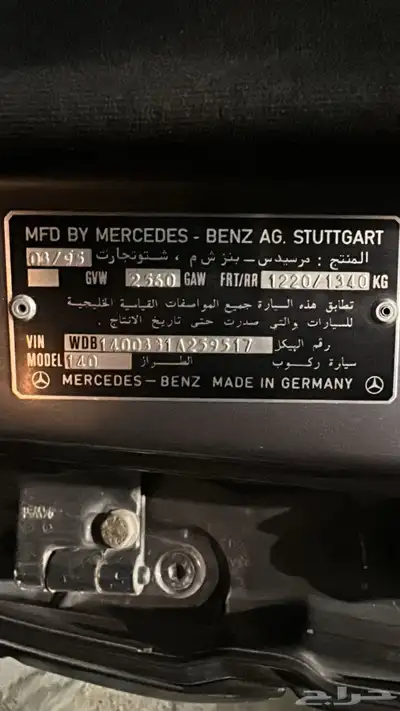 MFD BY MERCEDES - BENZ AG. STUTTGART
المنتج : مرسيدس - بنز ش م ، شتوتجارت 03/95
GVW 2560 GAW FRT/RR 1220/1340 KG
تطابق هذه السيارة جميع المواصفات القياسية الخليجية
للسيارات والتي صدرت حتى تاريخ الانتاج .
VIN WDB1400331A259517 رقم الهيكل
MODEL 140 الطراز سيارة ركوب
MERCEDES-BENZ MADE IN GERMANY
حراج